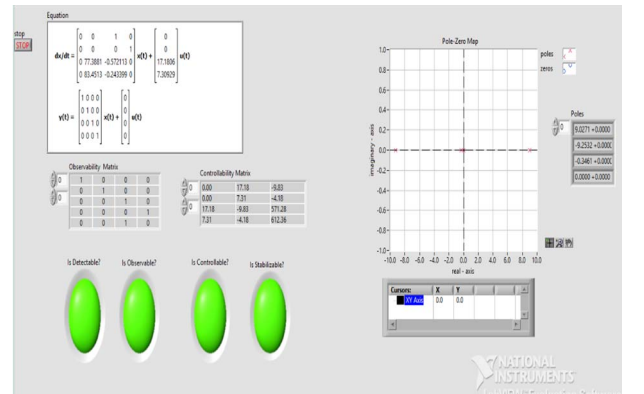 Equation
stop
STOP
dx/dt =
0 0 1 0
0 0 0 1
0 77.3881 -0.572113 0
0 83.4513 -0.243399 0
x(t) +
0
0
17.1806
7.30929
u(t)
y(t) =
1 0 0 0
0 1 0 0
0 0 1 0
0 0 0 1
x(t) +
0
0
0
0
u(t)
Observability Matrix
0 1 0 0 0
0 0 1 0 0
0 0 1 0
0 0 0 1
0 0 1 0
Controllability Matrix
0 0.00 17.18 -9.83
0 0.00 7.31 -4.18
17.18 -9.83 571.28
7.31 -4.18 612.36
Is Detectable?
Is Observable?
Is Controllable?
Is Stabilizable?
Pole-Zero Map
poles
zeros
imaginary - axis
1.0
0.8
0.6
0.4
0.2
0.0
-0.2
-0.4
-0.6
-0.8
-1.0
-10.0 -8.0 -6.0 -4.0 -2.0 0.0 2.0 4.0 6.0 8.0 10.0
real - axis
Poles
0 9.0271 +0.0000
-9.2532 +0.000(
-0.3461 +0.000(
0.0000 +0.0000
Cursors: X Y
XY Axis 0.0 0.0
NATIONAL
INSTRUMENTS